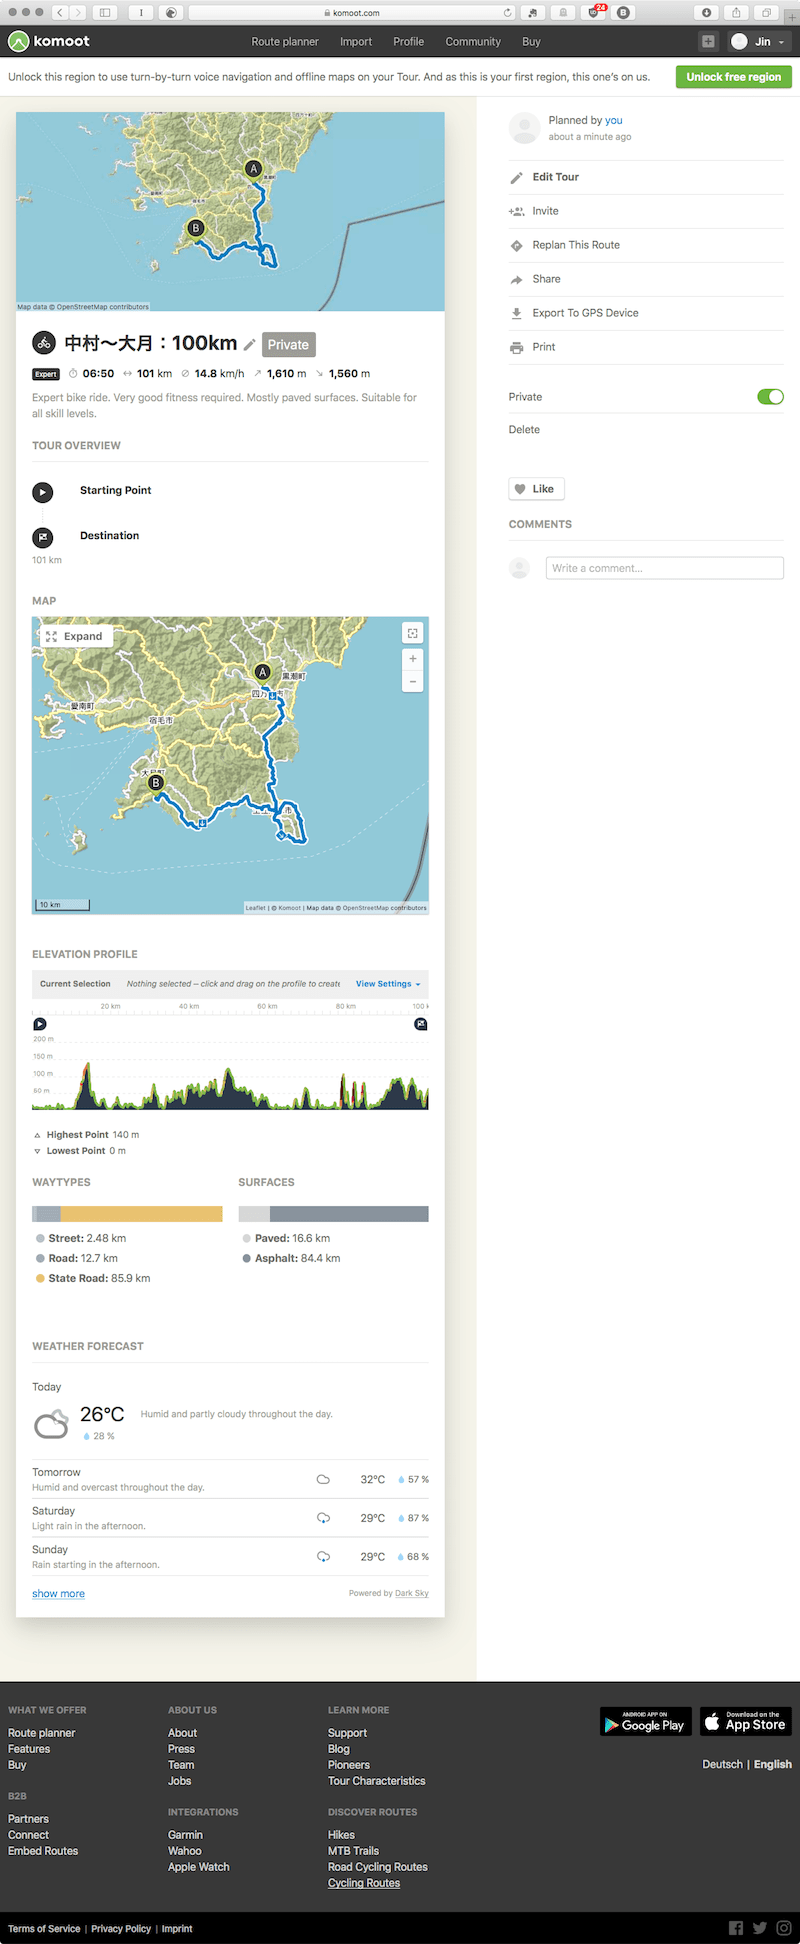 komoot.com
24
komoot
Route planner Import Profile Community Buy
Jin
Unlock this region to use turn-by-turn voice navigation and offline maps on your Tour. And as this is your first region, this one's on us.
Unlock free region
A
B
Map data © OpenStreetMap contributors
中村〜大月：100km
Private
Expert 06:50 101 km 14.8 km/h 1,610 m 1,560 m
Expert bike ride. Very good fitness required. Mostly paved surfaces. Suitable for
all skill levels.
TOUR OVERVIEW
Starting Point
Destination
101 km
MAP
Expand
+
−
A
黒潮町
愛南町
宿毛市
B
10 km
Leaflet | © Komoot | Map data © OpenStreetMap contributors
ELEVATION PROFILE
Current Selection Nothing selected – click and drag on the profile to create
View Settings
20 km 40 km 60 km 80 km 100 k
200 m
150 m
100 m
50 m
Highest Point 140 m
Lowest Point 0 m
WAYTYPES
Street: 2.48 km
Road: 12.7 km
State Road: 85.9 km
SURFACES
Paved: 16.6 km
Asphalt: 84.4 km
WEATHER FORECAST
Today
26°C
28 %
Humid and partly cloudy throughout the day.
Tomorrow
Humid and overcast throughout the day.
32°C 57 %
Saturday
Light rain in the afternoon.
29°C 87 %
Sunday
Rain starting in the afternoon.
29°C 68 %
show more
Powered by Dark Sky
Planned by you
about a minute ago
Edit Tour
Invite
Replan This Route
Share
Export To GPS Device
Print
Private
Delete
Like
COMMENTS
Write a comment...
WHAT WE OFFER
Route planner
Features
Buy
B2B
Partners
Connect
Embed Routes
ABOUT US
About
Press
Team
Jobs
INTEGRATIONS
Garmin
Wahoo
Apple Watch
LEARN MORE
Support
Blog
Pioneers
Tour Characteristics
DISCOVER ROUTES
Hikes
MTB Trails
Road Cycling Routes
Cycling Routes
ANDROID APP ON
Google Play
Download on the
App Store
Deutsch | English
Terms of Service | Privacy Policy | Imprint